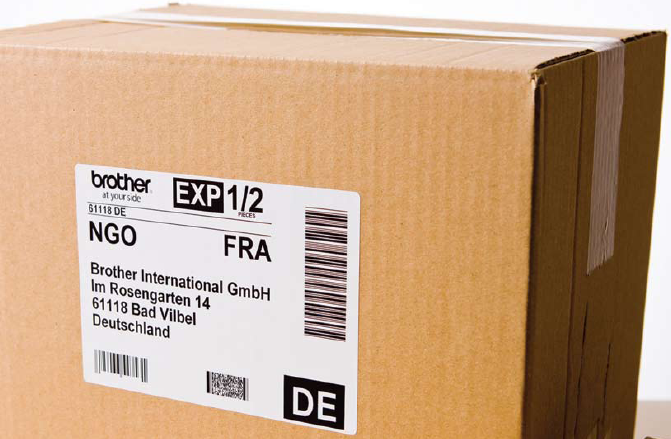 brother
at your side
EXP 1/2
PIECES
61118 DE
NGO FRA
Brother International GmbH
Im Rosengarten 14
61118 Bad Vilbel
Deutschland
DE